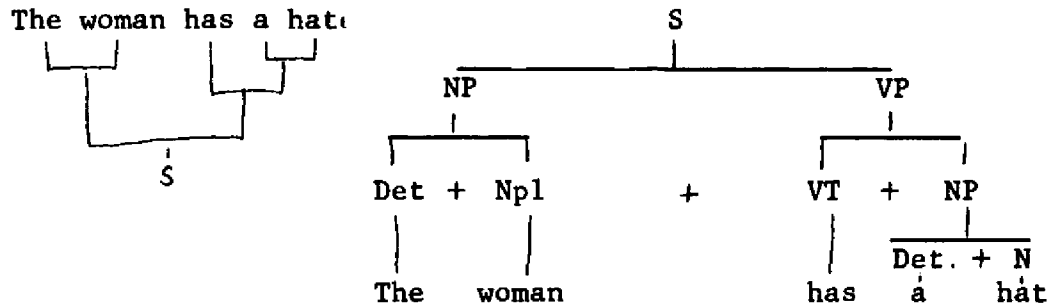 The woman has a hat
S
S
NP VP
Det + Npl + VT + NP
Det. + N
The woman has a hat